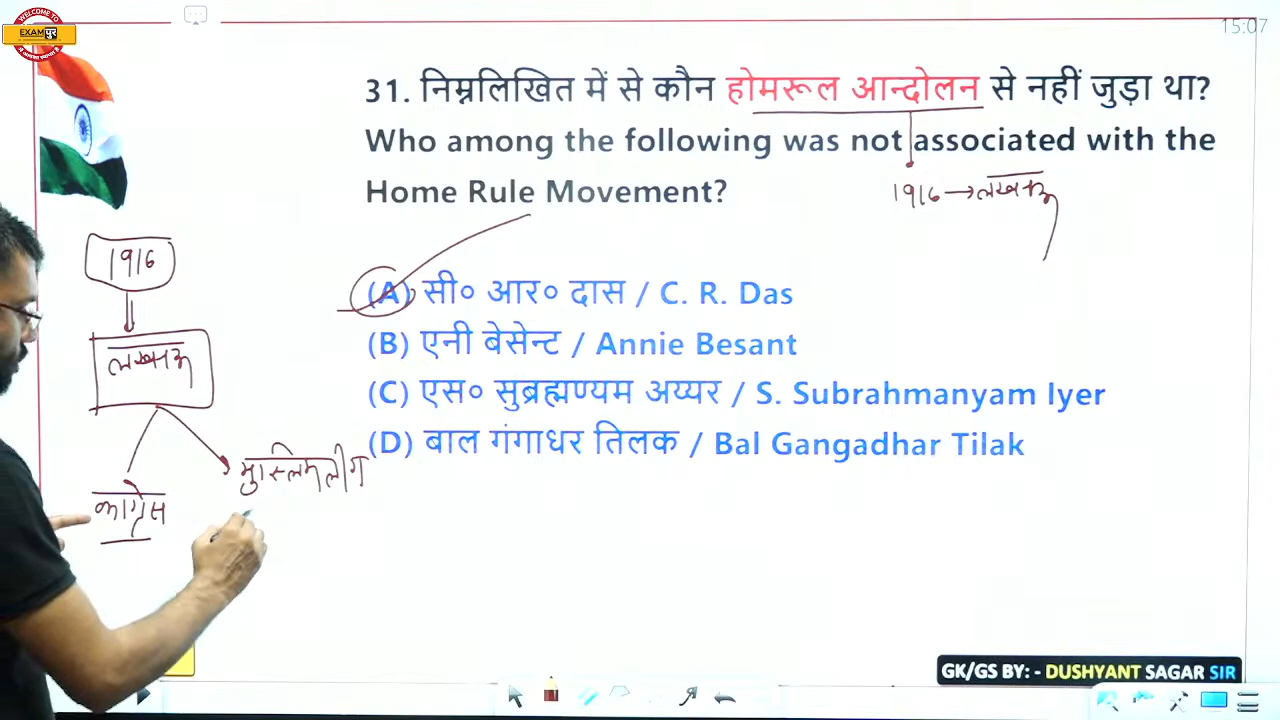 WELCOME TO
EXAMपुर
15:07
31. निम्नलिखित में से कौन होमरूल आन्दोलन से नहीं जुड़ा था?
Who among the following was not associated with the
Home Rule Movement?
1916 → लखनऊ
1916
लखनऊ
काग्रेस
मुस्लिम लीग
(A) सी० आर० दास / C. R. Das
(B) एनी बेसेन्ट / Annie Besant
(C) एस० सुब्रह्मण्यम अय्यर / S. Subrahmanyam Iyer
(D) बाल गंगाधर तिलक / Bal Gangadhar Tilak
GK/GS BY: - DUSHYANT SAGAR SIR